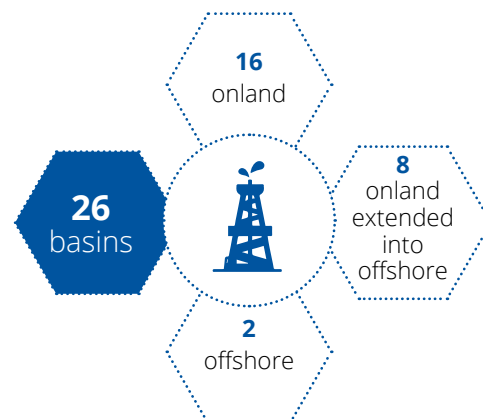 16
onland
26
basins
8
onland
extended
into
offshore
2
offshore